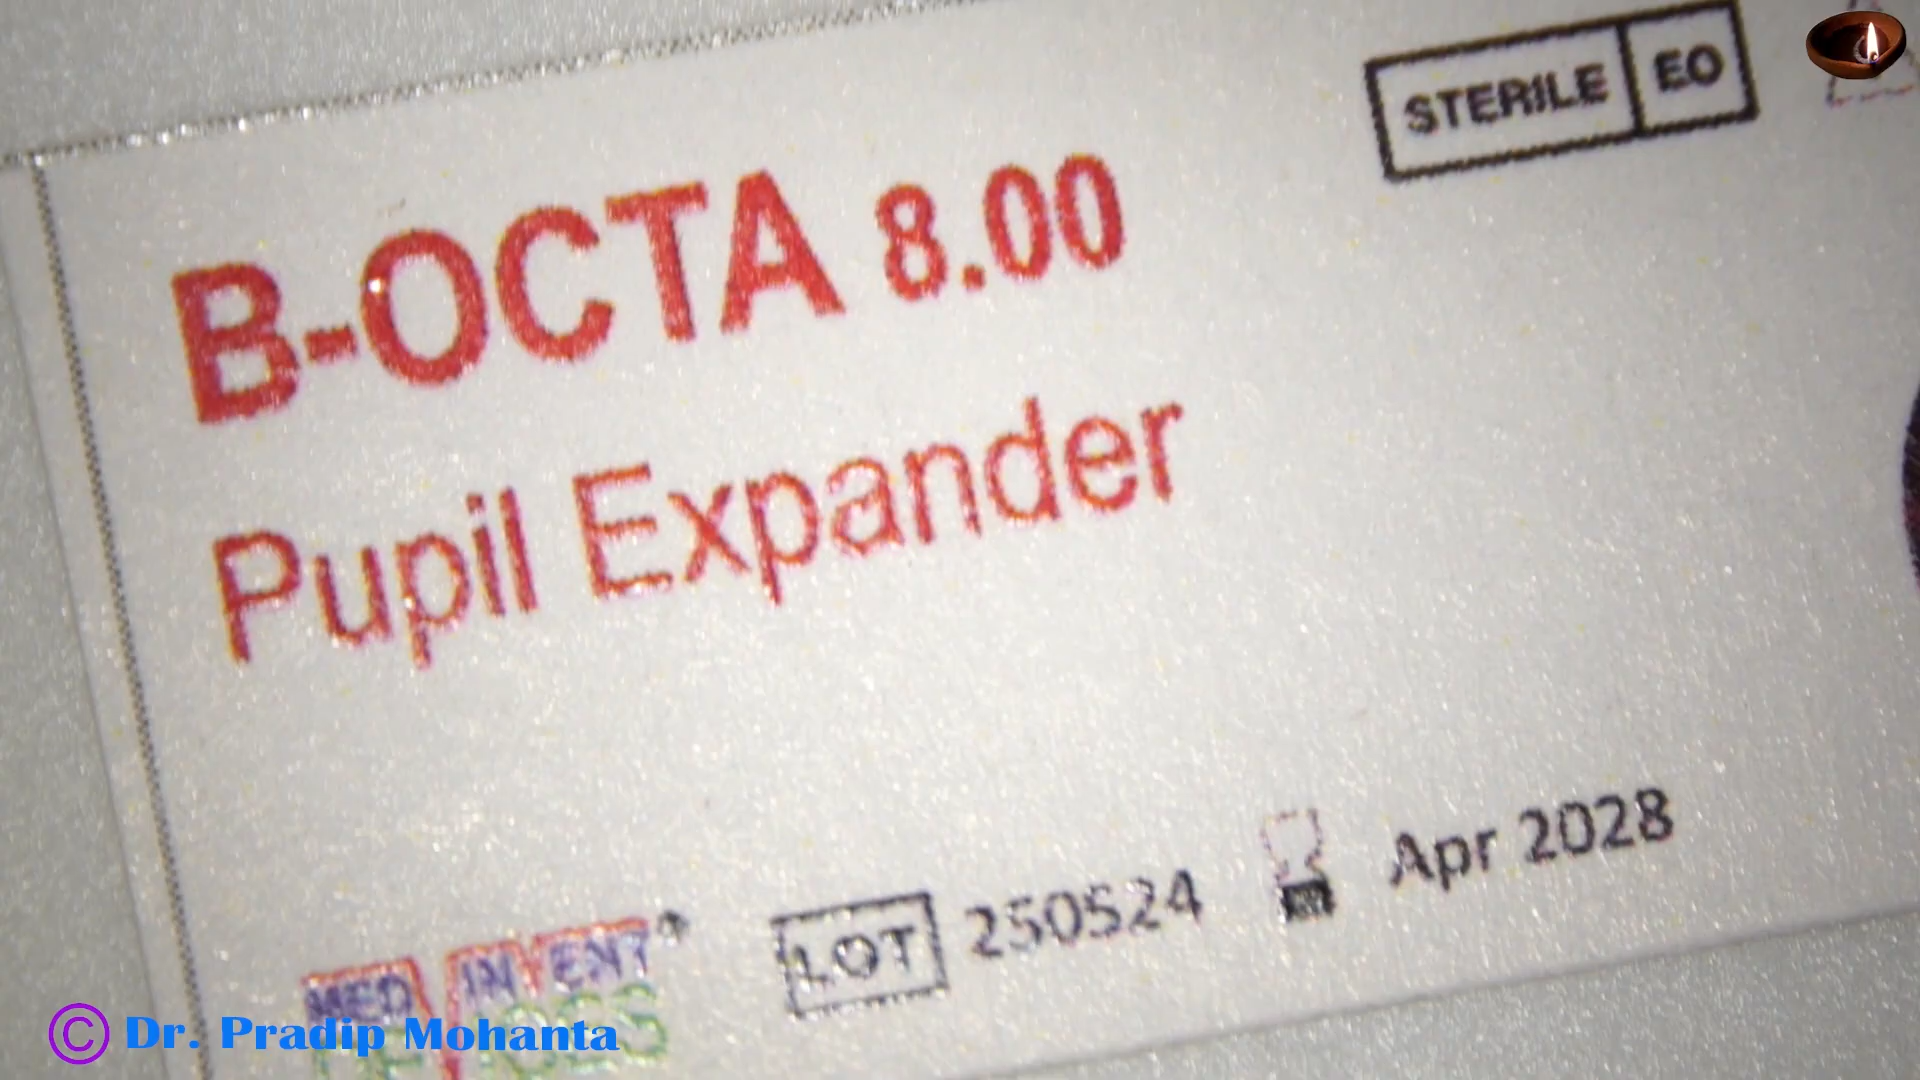 STERILE EO
B-OCTA 8.00
Pupil Expander
LOT 250524 Apr 2028
MED INVENT
© Dr. Pradip Mohanta